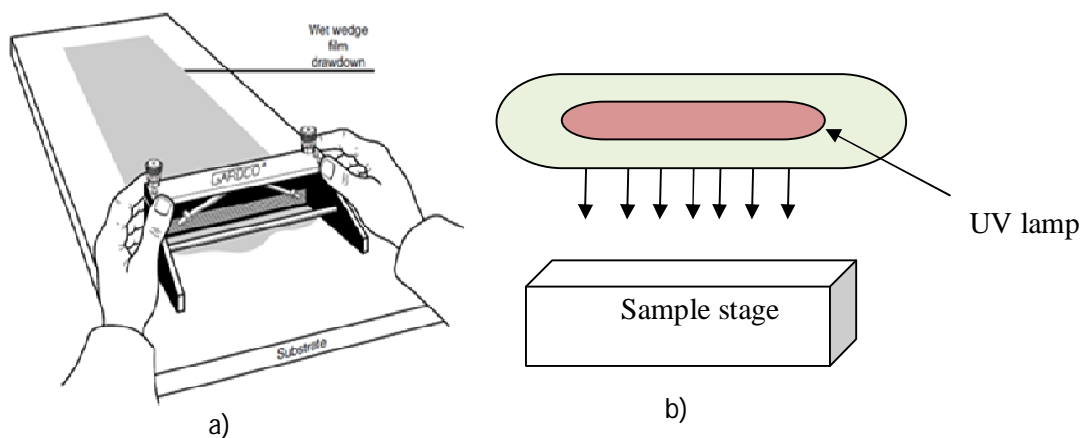 Wet wedge
film
drawdown
GARDCO
Substrate
a)
UV lamp
Sample stage
b)